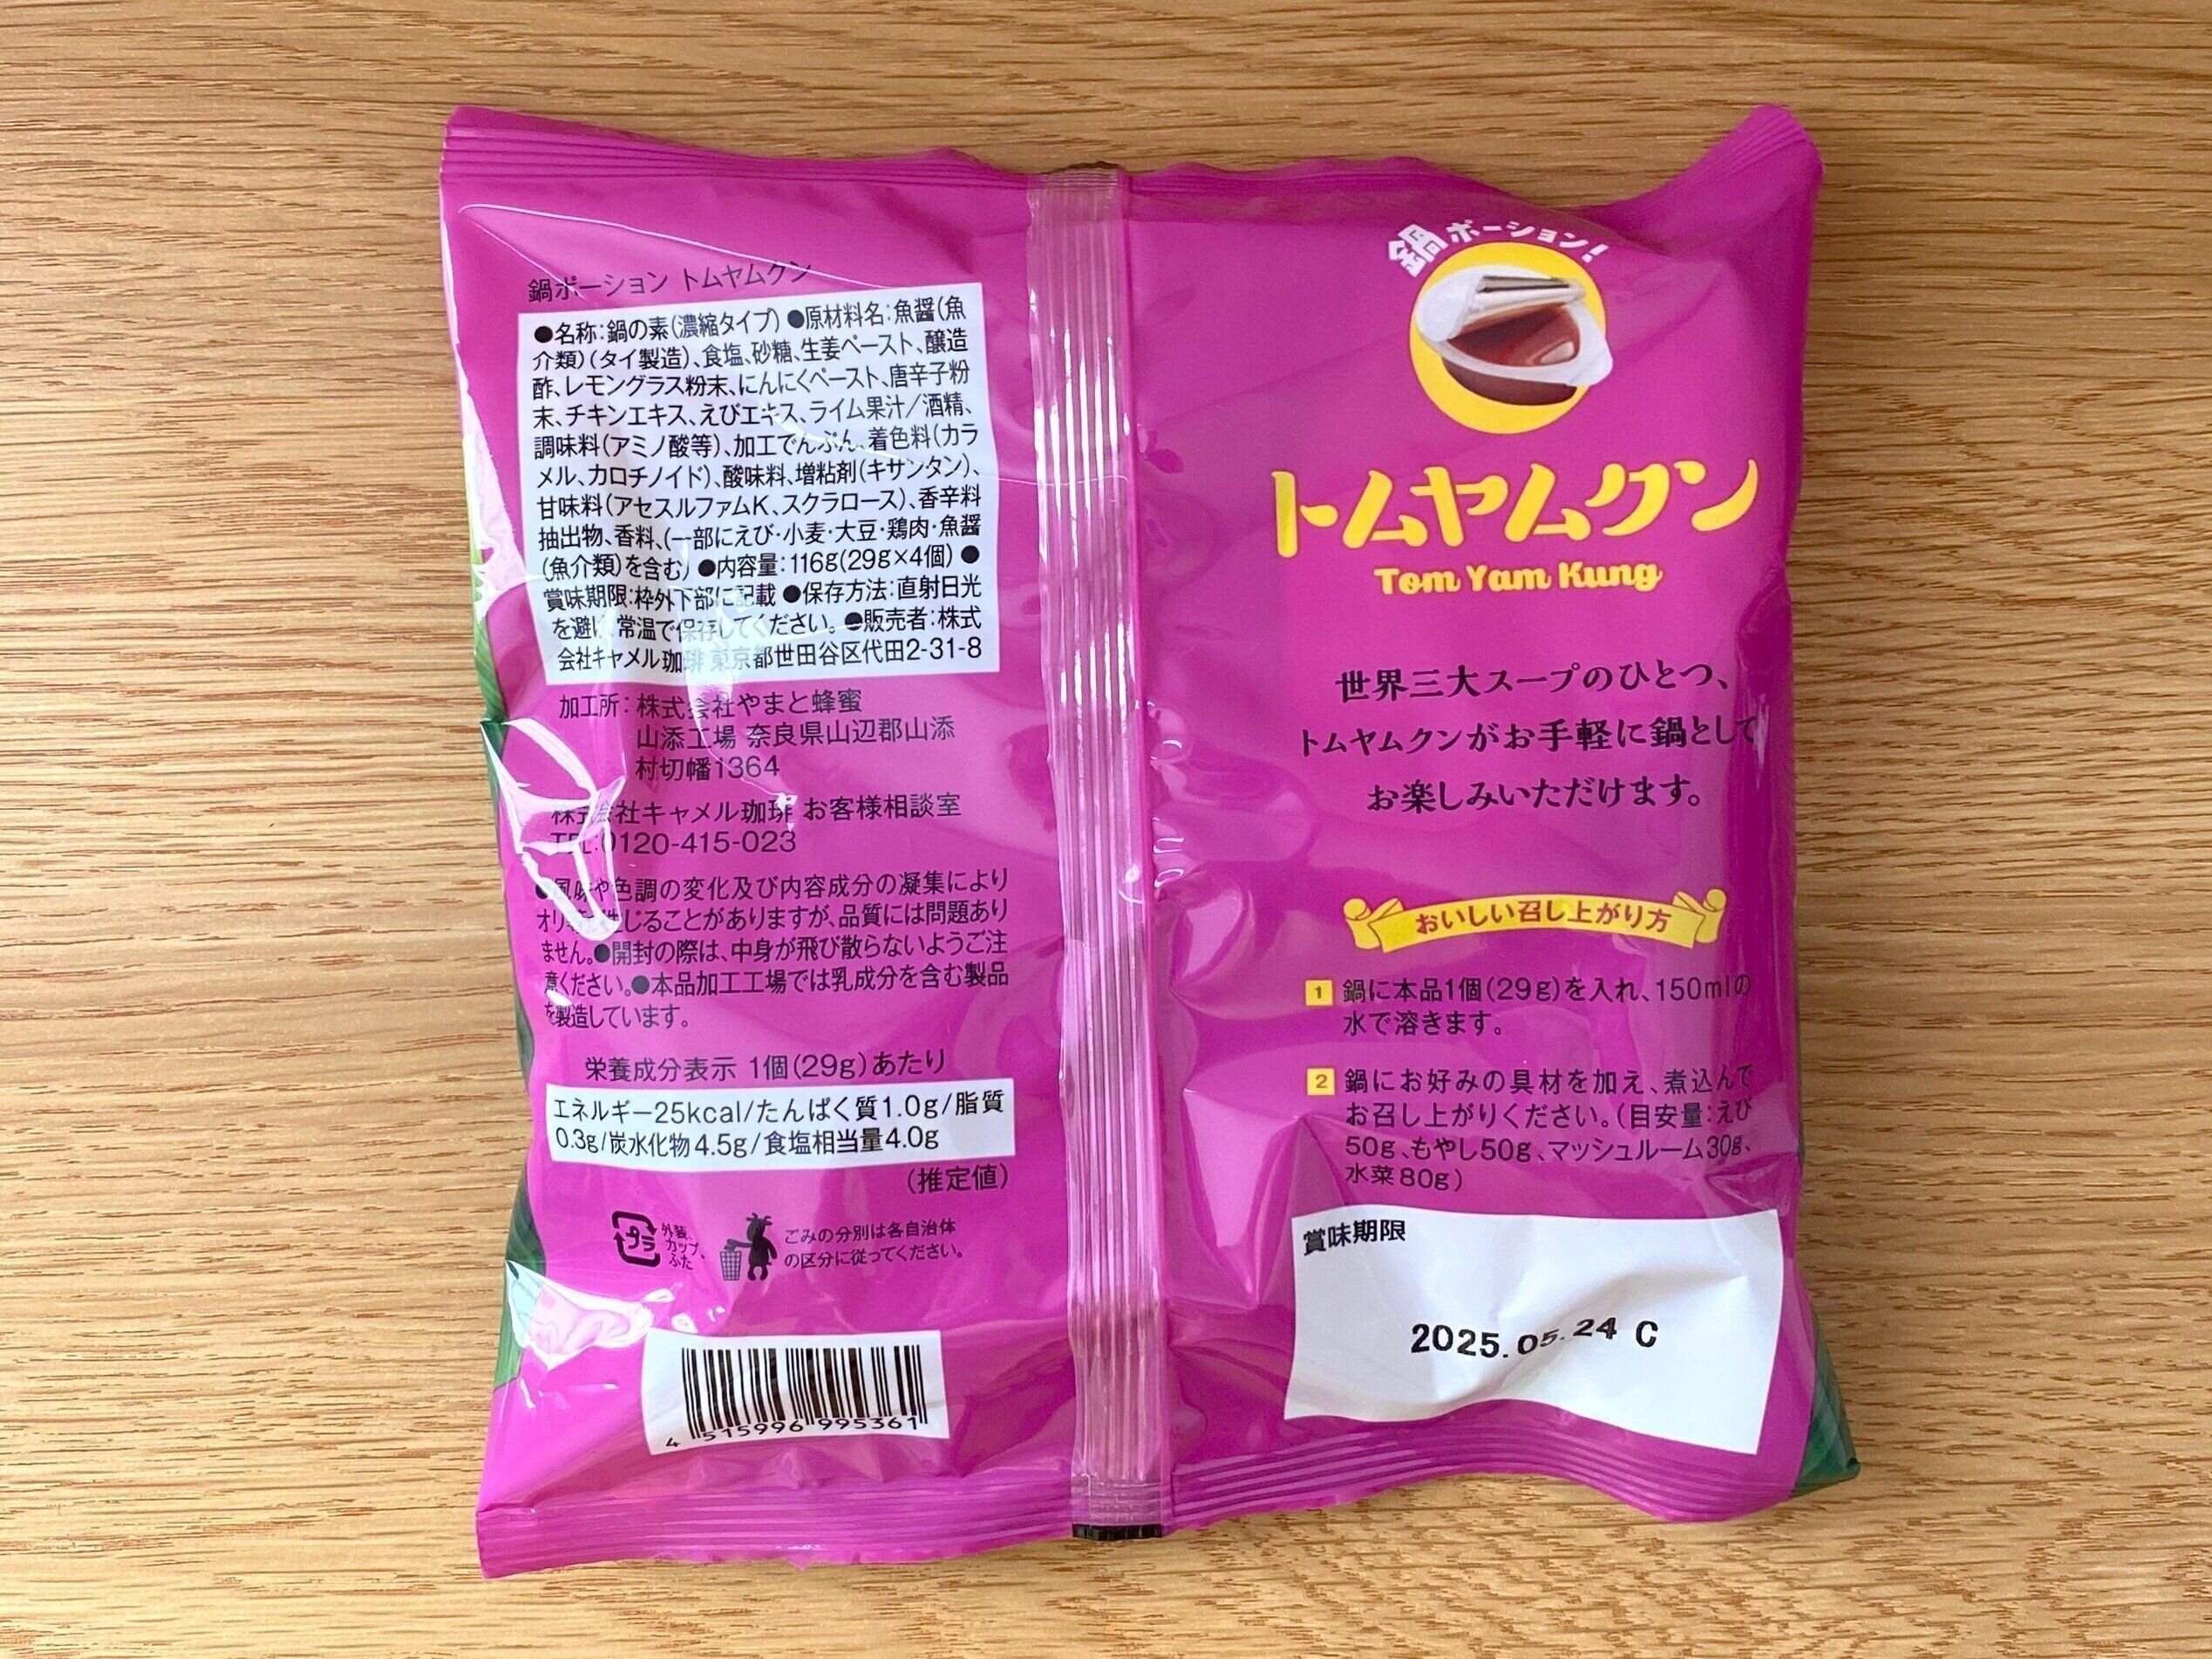 鍋ポーション トムヤムクン
●名称:鍋の素(濃縮タイプ) ●原材料名:魚醤(魚
介類)(タイ製造)、食塩、砂糖、生姜ペースト、醸造
酢、レモングラス粉末、にんにくペースト、唐辛子粉
末、チキンエキス、えびエキス、ライム果汁/酒精、
調味料(アミノ酸等)、加工でんぷん、着色料(カラ
メル、カロチノイド)、酸味料、増粘剤(キサンタン)、
甘味料(アセスルファムK、スクラロース)、香辛料
抽出物、香料、(一部にえび・小麦・大豆・鶏肉・魚醤
(魚介類)を含む) ●内容量:116g(29g×4個) ●
賞味期限:枠外下部に記載 ●保存方法:直射日光
を避け、常温で保存してください。 ●販売者:株式
会社キャメル珈琲 東京都世田谷区代田2-31-8
加工所:株式会社やまと蜂蜜
山添工場 奈良県山辺郡山添
村切幡1364
株式会社キャメル珈琲 お客様相談室
TEL:0120-415-023
●風味や色調の変化及び内容成分の凝集により
オリ等が生じることがありますが、品質には問題あり
ません。●開封の際は、中身が飛び散らないようご注
意ください。●本品加工工場では乳成分を含む製品
を製造しています。
栄養成分表示 1個(29g)あたり
エネルギー25kcal/たんぱく質1.0g/脂質
0.3g/炭水化物4.5g/食塩相当量4.0g
(推定値)
プラ
外装、
カップ、
ふた
ごみの分別は各自治体
の区分に従ってください。
4 515996 995361
鍋ポーション!
トムヤムクン
Tom Yam Kung
世界三大スープのひとつ、
トムヤムクンがお手軽に鍋として
お楽しみいただけます。
おいしい召し上がり方
1 鍋に本品1個(29g)を入れ、150mlの
水で溶きます。
2 鍋にお好みの具材を加え、煮込んで
お召し上がりください。(目安量:えび
50g、もやし50g、マッシュルーム30g、
水菜80g)
賞味期限
2025.05.24 C